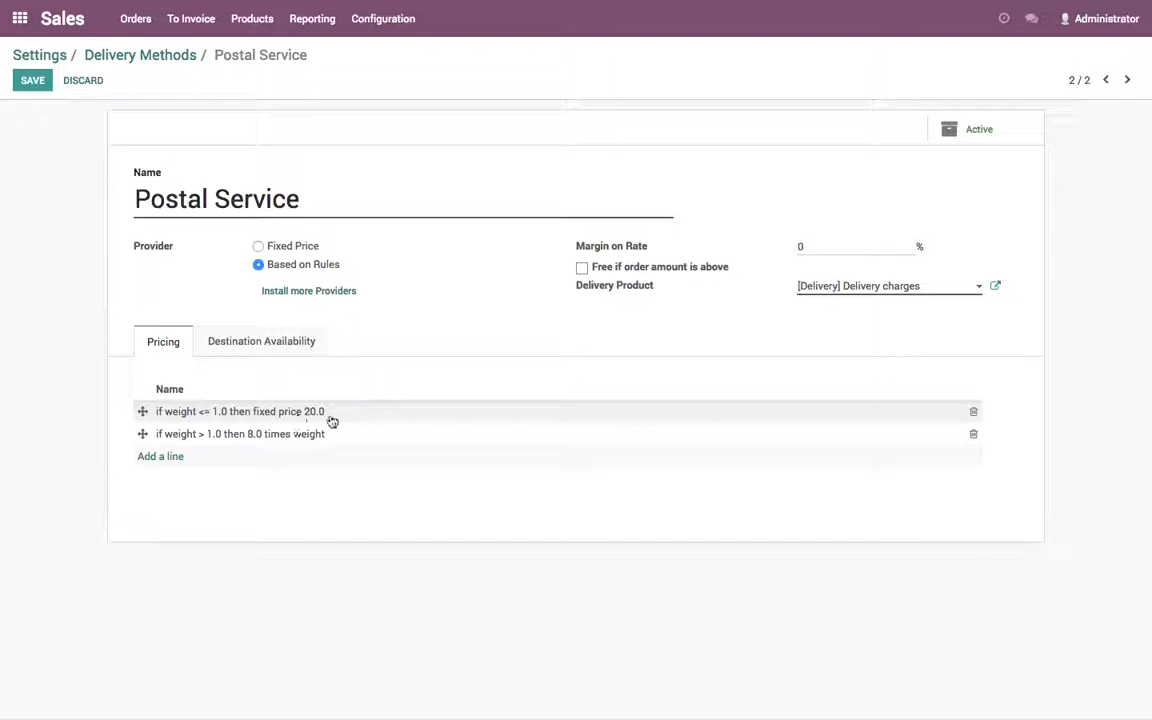 Sales Orders To Invoice Products Reporting Configuration Administrator
Settings / Delivery Methods / Postal Service
SAVE DISCARD 2 / 2
Active
Name
Postal Service
Provider Fixed Price Margin on Rate 0 %
Based on Rules Free if order amount is above
Delivery Product [Delivery] Delivery charges
Install more Providers
Pricing Destination Availability
Name
if weight <= 1.0 then fixed price 20.0
if weight > 1.0 then 8.0 times weight
Add a line